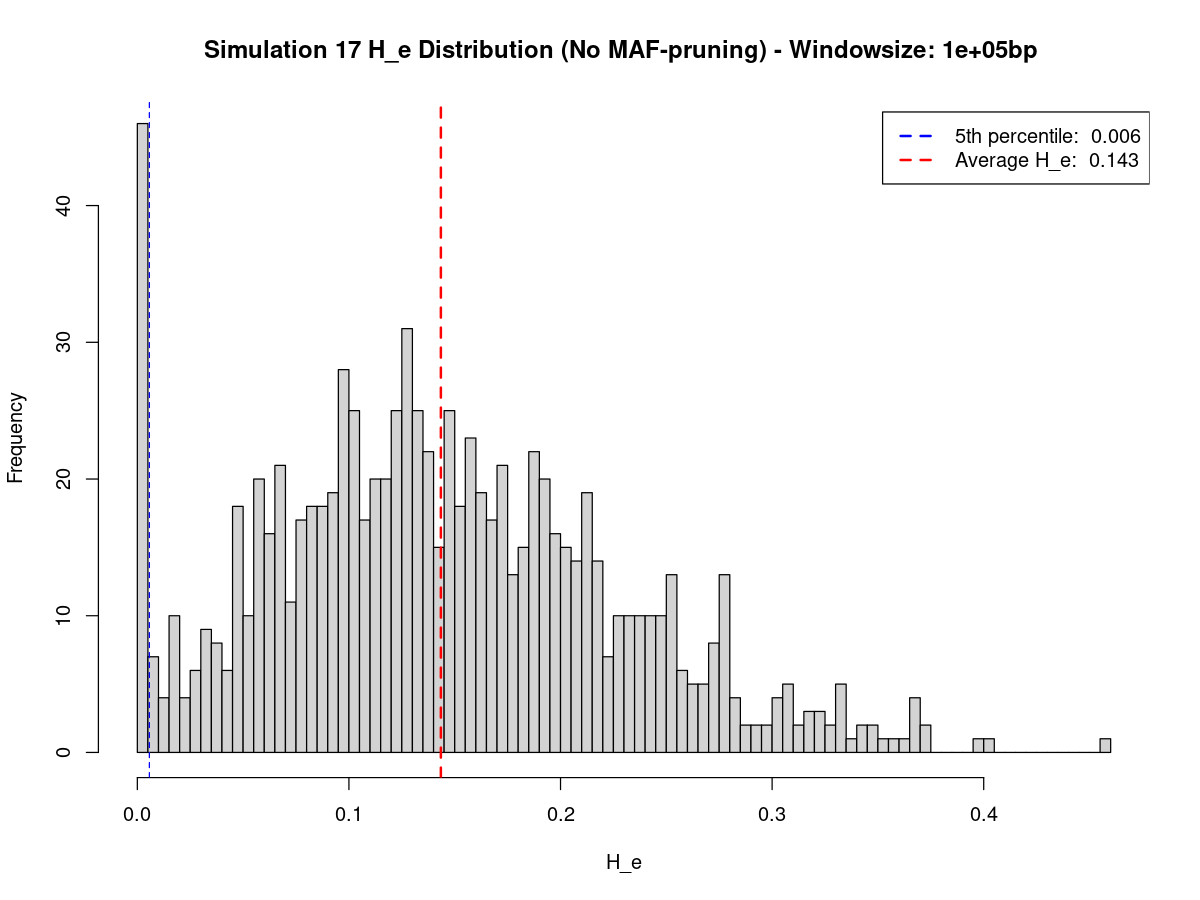 Simulation 17 H_e Distribution (No MAF-pruning) - Windowsize: 1e+05bp
5th percentile: 0.006
Average H_e: 0.143
Frequency
40
30
20
10
0
0.0 0.1 0.2 0.3 0.4
H_e